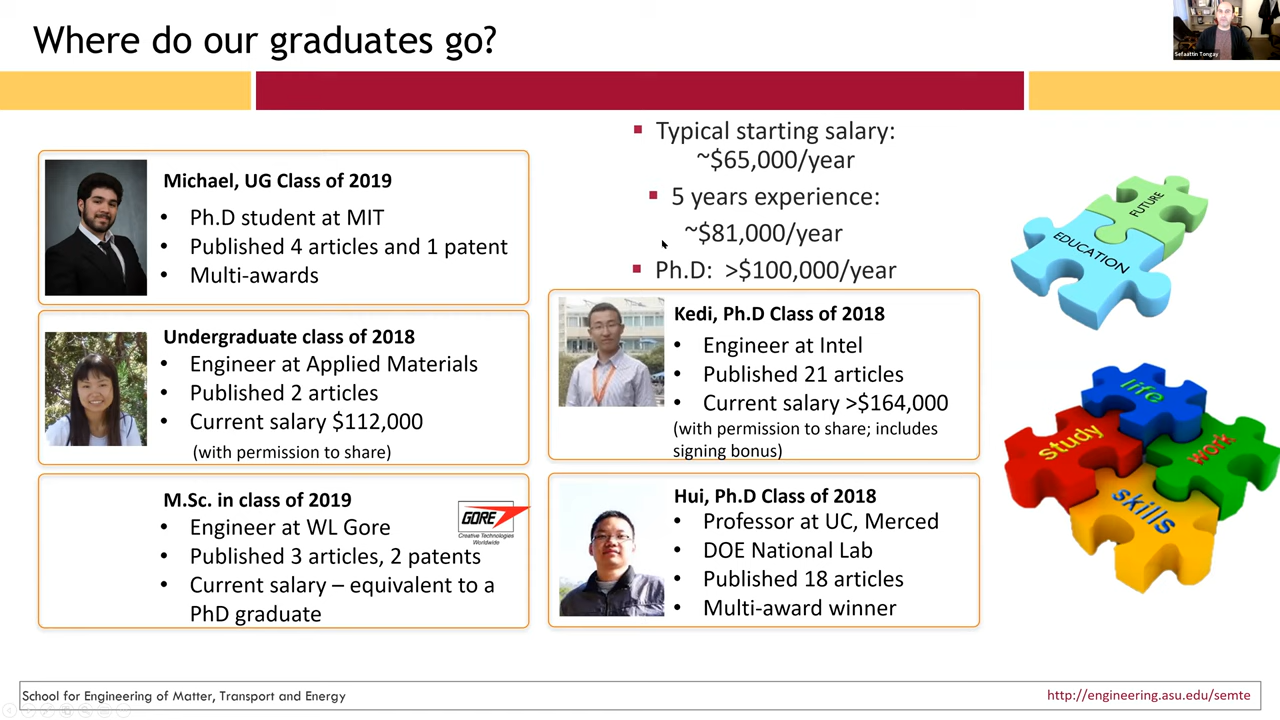 Where do our graduates go?
Sefaattin Tongay
Michael, UG Class of 2019
• Ph.D student at MIT
• Published 4 articles and 1 patent
• Multi-awards
Undergraduate class of 2018
• Engineer at Applied Materials
• Published 2 articles
• Current salary $112,000
(with permission to share)
M.Sc. in class of 2019
• Engineer at WL Gore
• Published 3 articles, 2 patents
• Current salary – equivalent to a
PhD graduate
GORE
Creative Technologies
Worldwide
▪ Typical starting salary:
~$65,000/year
▪ 5 years experience:
~$81,000/year
▪ Ph.D: >$100,000/year
Kedi, Ph.D Class of 2018
• Engineer at Intel
• Published 21 articles
• Current salary >$164,000
(with permission to share; includes
signing bonus)
Hui, Ph.D Class of 2018
• Professor at UC, Merced
• DOE National Lab
• Published 18 articles
• Multi-award winner
FUTURE
EDUCATION
life
study
work
skills
School for Engineering of Matter, Transport and Energy
http://engineering.asu.edu/semte